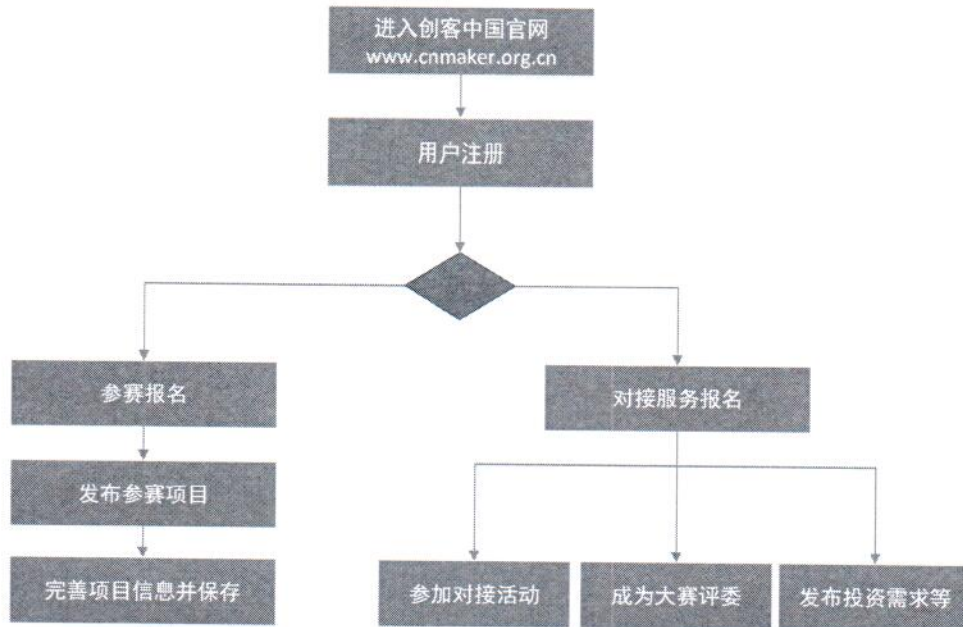 进入创客中国官网
www.cnmaker.org.cn
用户注册
参赛报名
对接服务报名
发布参赛项目
完善项目信息并保存
参加对接活动
成为大赛评委
发布投资需求等